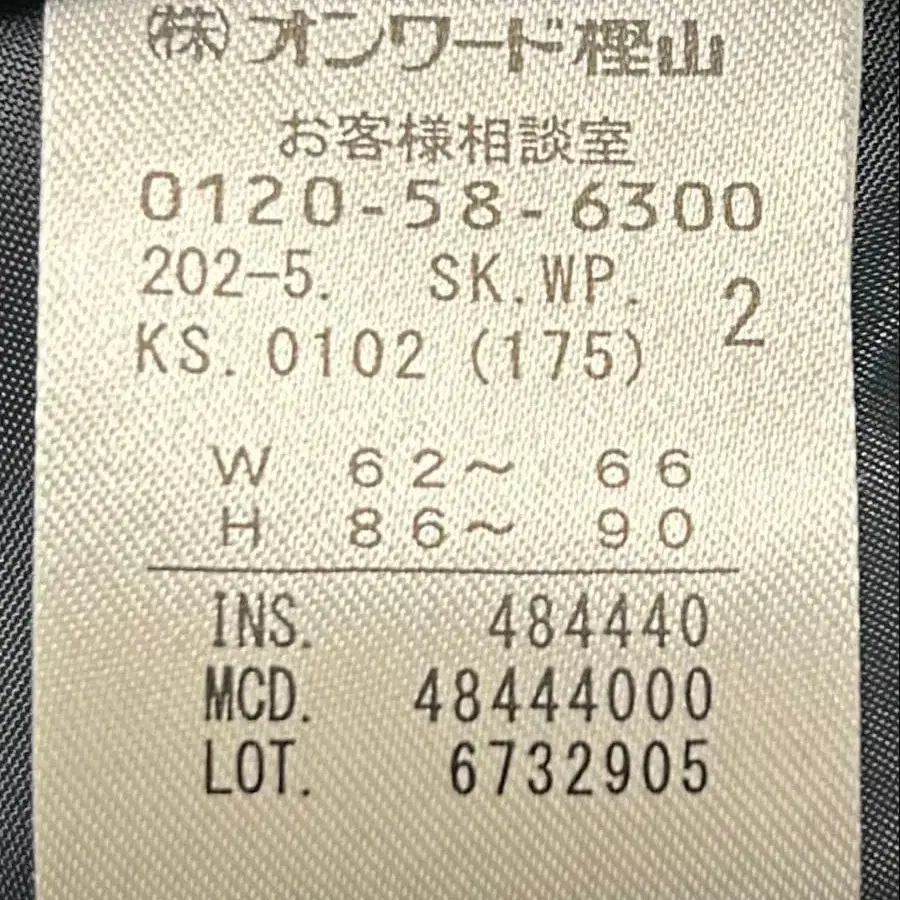 ㈱オンワード樫山
お客様相談室
0120-58-6300
202-5. SK.WP. 2
KS.0102 (175)
W 62～ 66
H 86～ 90
INS. 484440
MCD. 48444000
LOT. 6732905